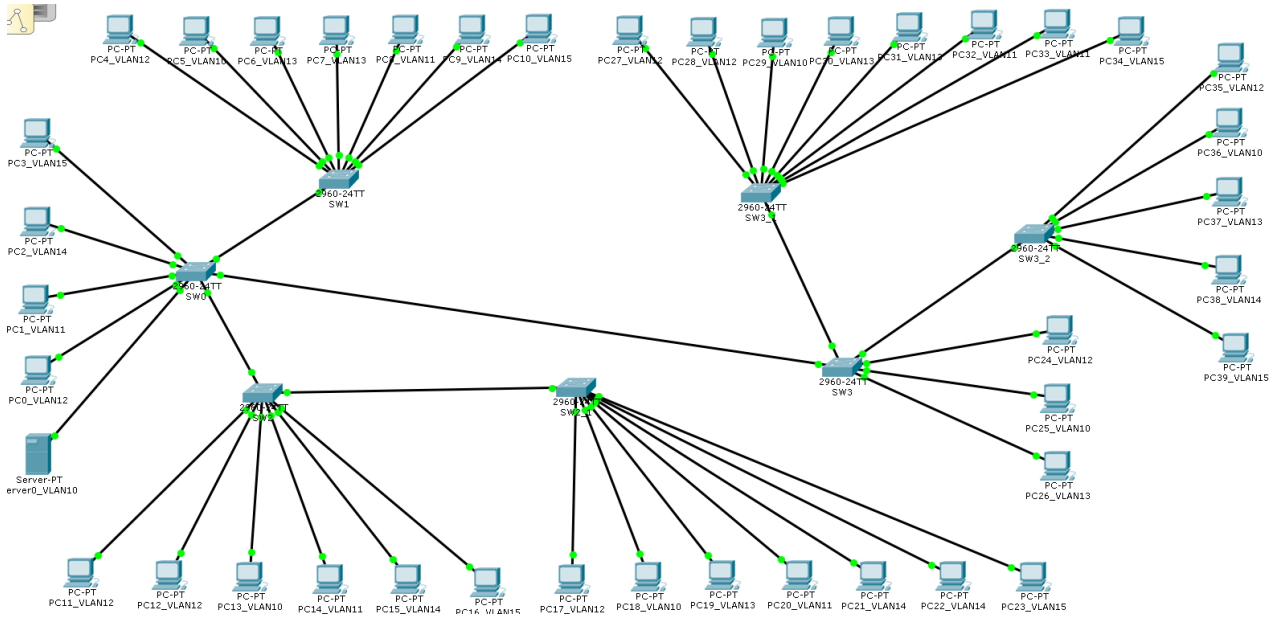 PC-PT
PC4_VLAN12
PC-PT
PC5_VLAN10
PC-PT
PC6_VLAN13
PC-PT
PC7_VLAN13
PC-PT
PC8_VLAN11
PC-PT
PC9_VLAN14
PC-PT
PC10_VLAN15
PC-PT
PC27_VLAN12
PC-PT
PC28_VLAN12
PC-PT
PC29_VLAN10
PC-PT
PC30_VLAN13
PC-PT
PC31_VLAN13
PC-PT
PC32_VLAN11
PC-PT
PC33_VLAN11
PC-PT
PC34_VLAN15
PC-PT
PC35_VLAN12
PC-PT
PC36_VLAN10
PC-PT
PC37_VLAN13
PC-PT
PC38_VLAN14
PC-PT
PC39_VLAN15
PC-PT
PC3_VLAN15
PC-PT
PC2_VLAN14
PC-PT
PC1_VLAN11
PC-PT
PC0_VLAN12
Server-PT
erver0_VLAN10
2960-24TT
SW1
2960-24TT
SW0
2960-24TT
2960-24TT
SW3_2
2960-24TT
SW3
2960-24TT
SW2_1
PC-PT
PC24_VLAN12
PC-PT
PC25_VLAN10
PC-PT
PC26_VLAN13
PC-PT
PC11_VLAN12
PC-PT
PC12_VLAN12
PC-PT
PC13_VLAN10
PC-PT
PC14_VLAN11
PC-PT
PC15_VLAN14
PC-PT
PC16_VLAN15
PC-PT
PC17_VLAN12
PC-PT
PC18_VLAN10
PC-PT
PC19_VLAN13
PC-PT
PC20_VLAN11
PC-PT
PC21_VLAN14
PC-PT
PC22_VLAN14
PC-PT
PC23_VLAN15